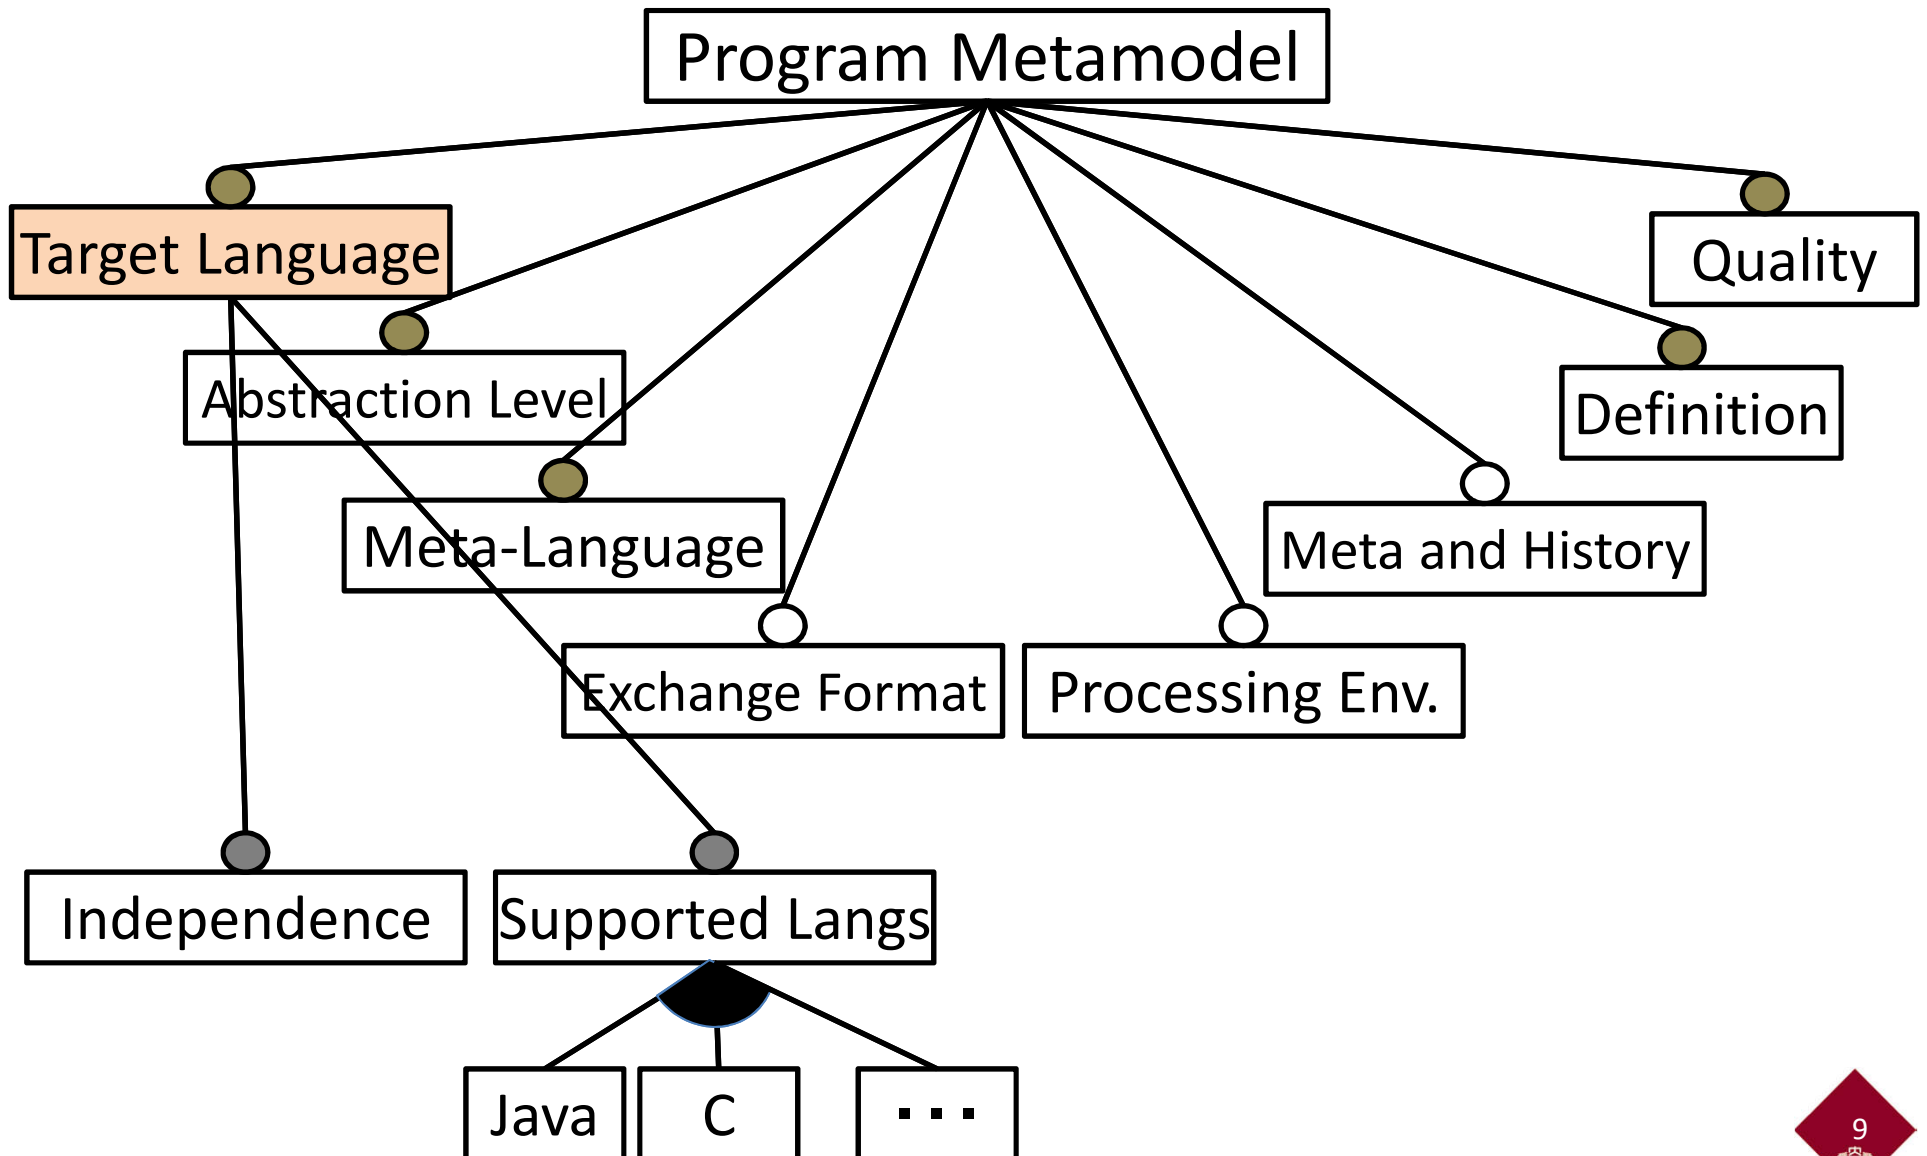 Program Metamodel
Target Language
Quality
Abstraction Level
Definition
Meta-Language
Meta and History
Exchange Format
Processing Env.
Independence
Supported Langs
Java
C
...
9